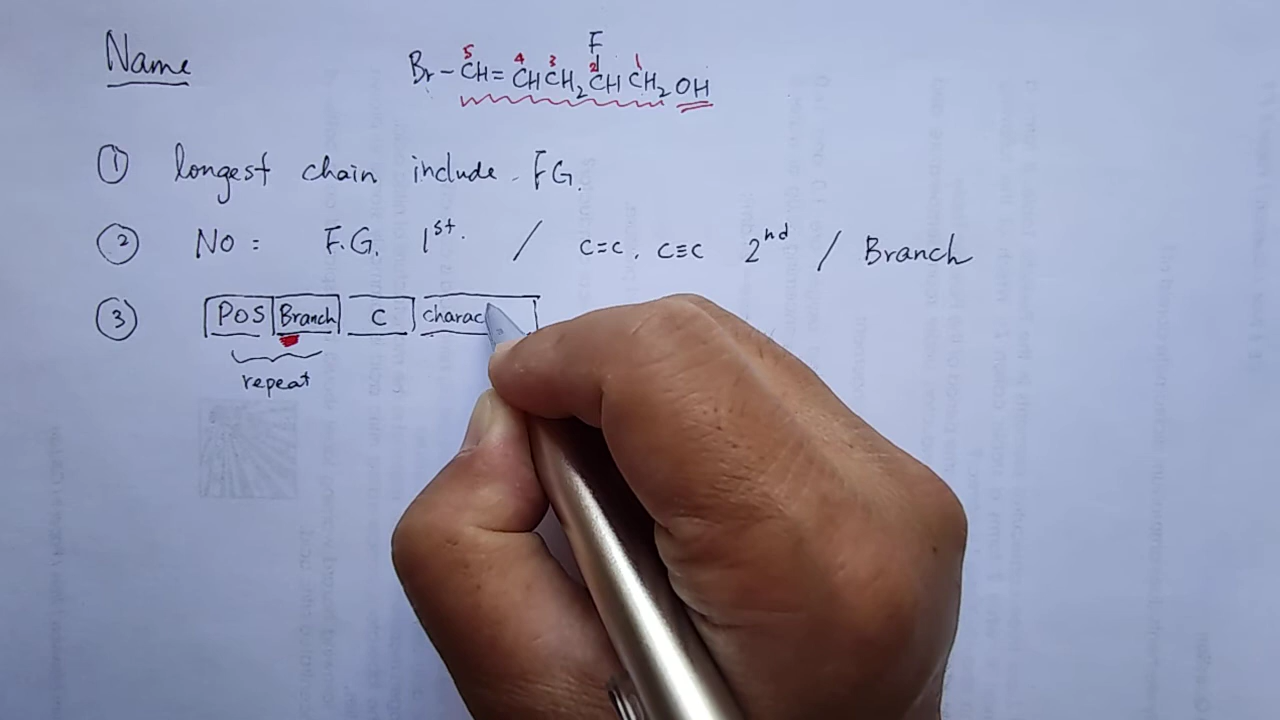 Name
Br-CH=CHCH₂CHCH₂OH
F
5 4 3 2 1
① longest chain include FG.
② NO: F.G. 1st. / C=C, C≡C 2nd / Branch
③ POS Branch C charac
repeat